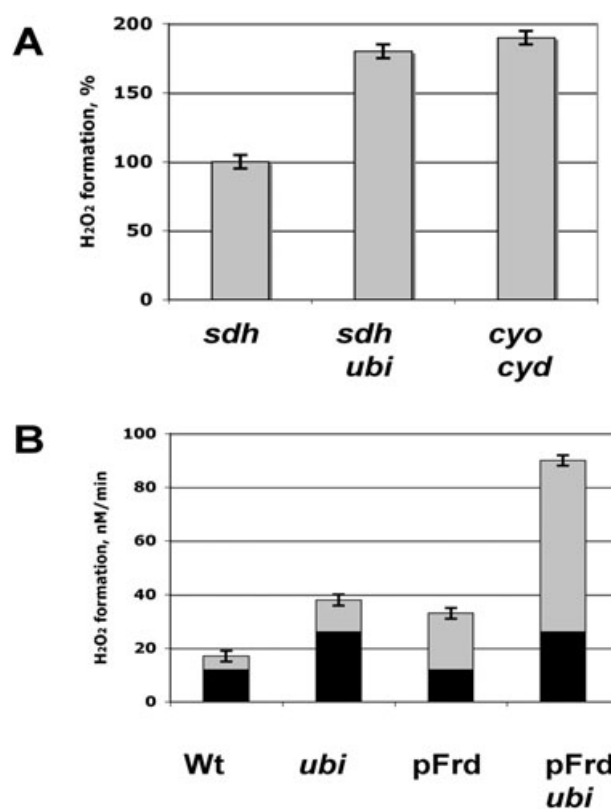 A
H₂O₂ formation, %
200
150
100
50
0
sdh
sdh
ubi
cyo
cyd
B
H₂O₂ formation, nM/min
100
80
60
40
20
0
Wt
ubi
pFrd
pFrd
ubi